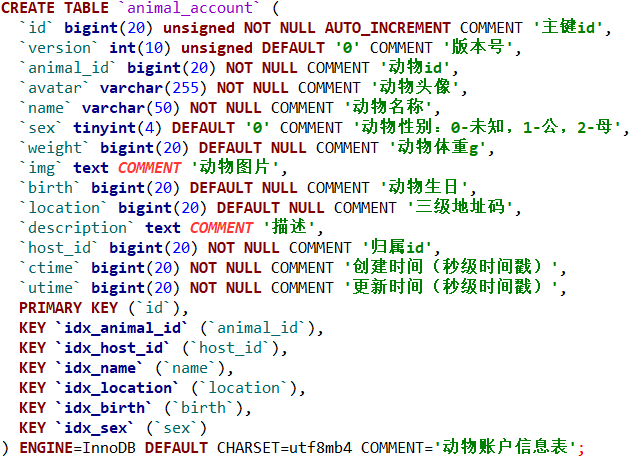 CREATE TABLE `animal_account` (
  `id` bigint(20) unsigned NOT NULL AUTO_INCREMENT COMMENT '主键id',
  `version` int(10) unsigned DEFAULT '0' COMMENT '版本号',
  `animal_id` bigint(20) NOT NULL COMMENT '动物id',
  `avatar` varchar(255) NOT NULL COMMENT '动物头像',
  `name` varchar(50) NOT NULL COMMENT '动物名称',
  `sex` tinyint(4) DEFAULT '0' COMMENT '动物性别：0-未知，1-公，2-母',
  `weight` bigint(20) DEFAULT NULL COMMENT '动物体重g',
  `img` text COMMENT '动物图片',
  `birth` bigint(20) DEFAULT NULL COMMENT '动物生日',
  `location` bigint(20) DEFAULT NULL COMMENT '三级地址码',
  `description` text COMMENT '描述',
  `host_id` bigint(20) NOT NULL COMMENT '归属id',
  `ctime` bigint(20) NOT NULL COMMENT '创建时间（秒级时间戳）',
  `utime` bigint(20) NOT NULL COMMENT '更新时间（秒级时间戳）',
  PRIMARY KEY (`id`),
  KEY `idx_animal_id` (`animal_id`),
  KEY `idx_host_id` (`host_id`),
  KEY `idx_name` (`name`),
  KEY `idx_location` (`location`),
  KEY `idx_birth` (`birth`),
  KEY `idx_sex` (`sex`)
) ENGINE=InnoDB DEFAULT CHARSET=utf8mb4 COMMENT='动物账户信息表';